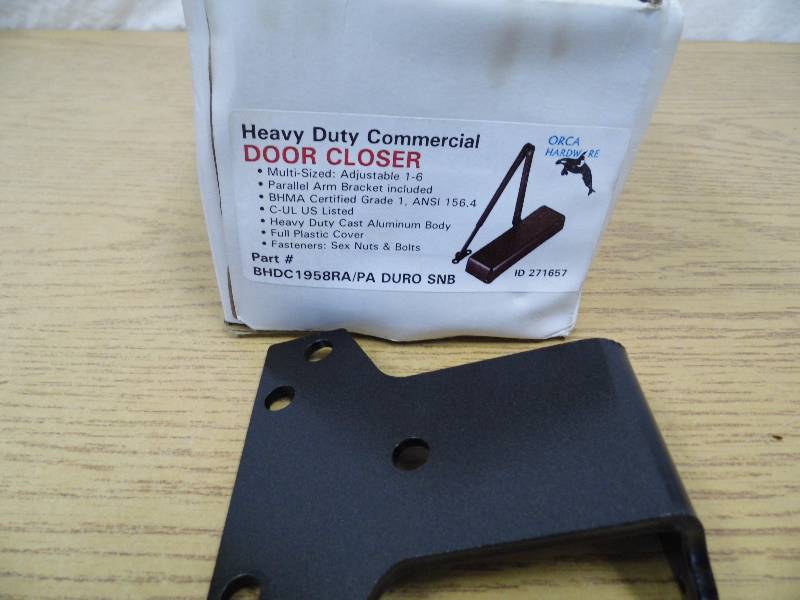 Heavy Duty Commercial
DOOR CLOSER
• Multi-Sized: Adjustable 1-6
• Parallel Arm Bracket included
• BHMA Certified Grade 1, ANSI 156.4
• C-UL US Listed
• Heavy Duty Cast Aluminum Body
• Full Plastic Cover
• Fasteners: Sex Nuts & Bolts
Part #
BHDC1958RA/PA DURO SNB
ORCA
HARDWARE
ID 271657